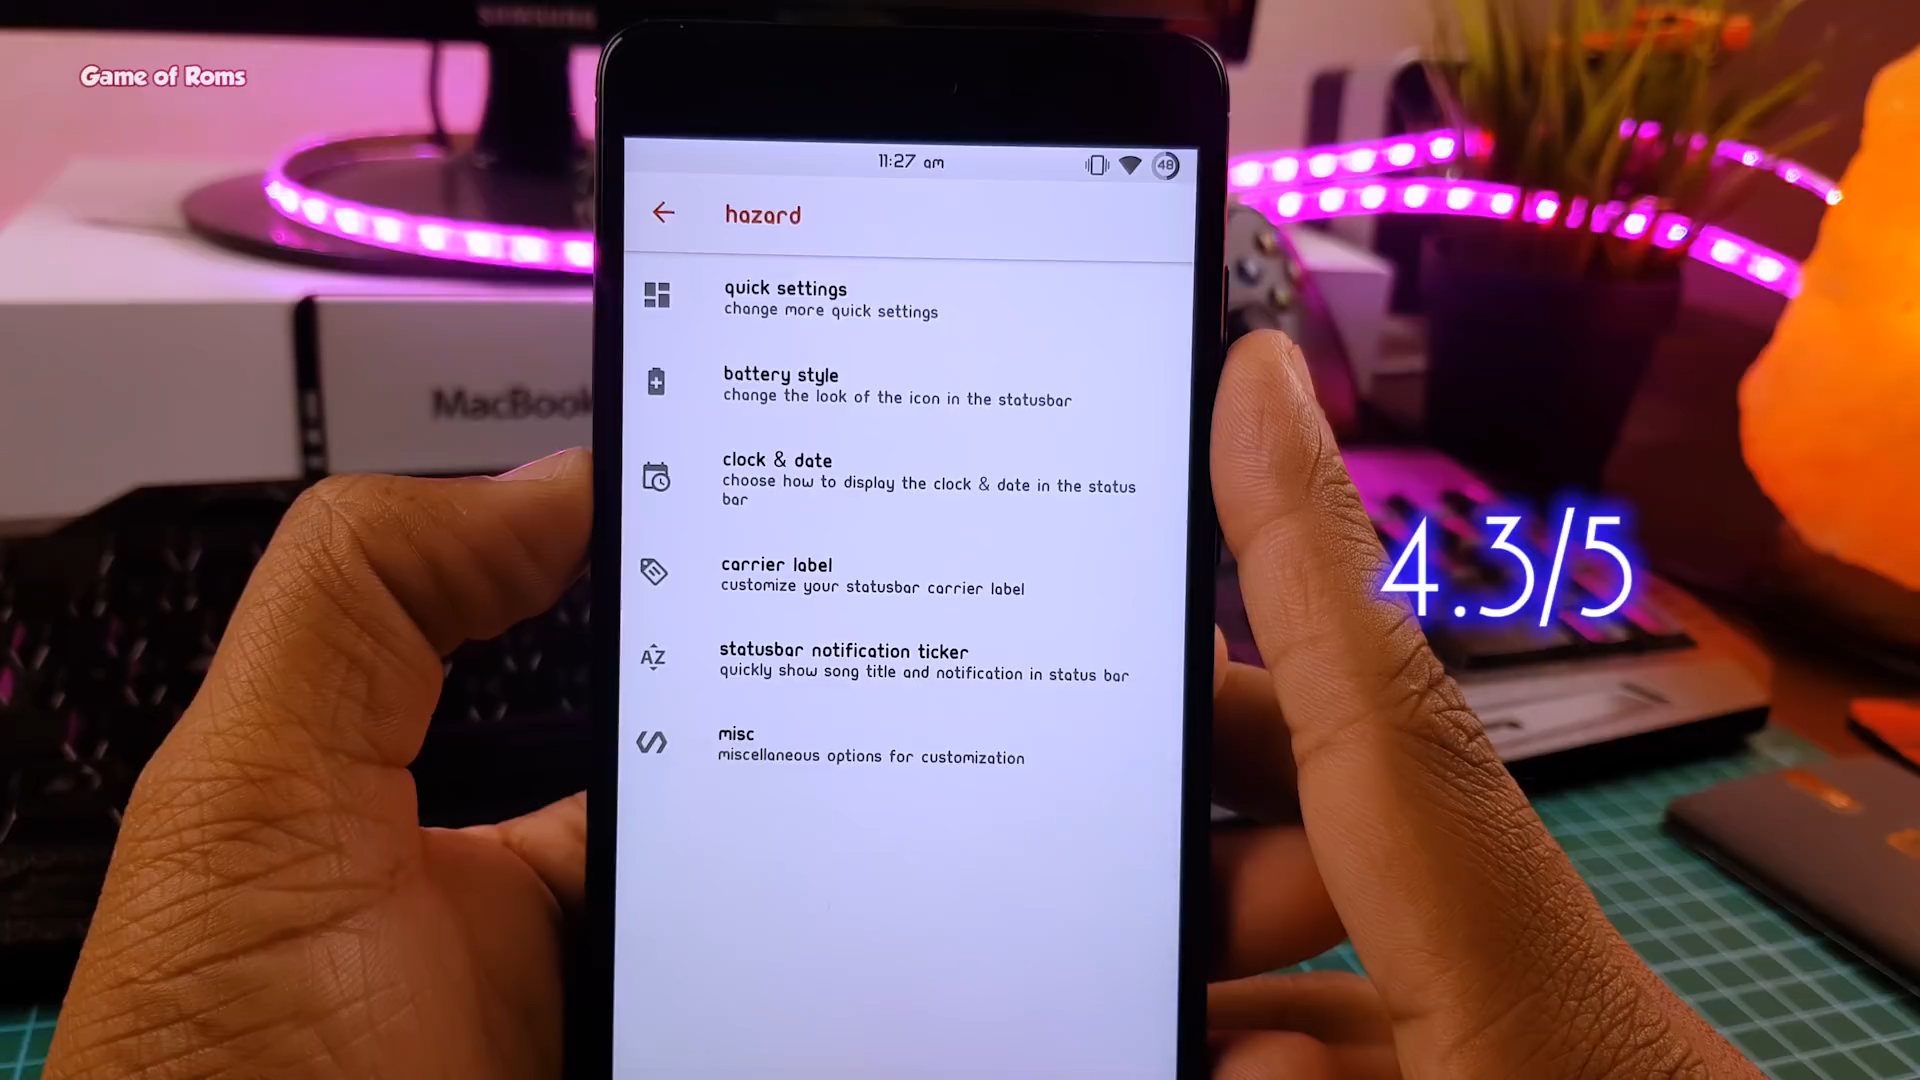 SAMSUNG
Game of Roms
11:27 am
48
hazard
quick settings
change more quick settings
battery style
change the look of the icon in the statusbar
MacBook
clock & date
choose how to display the clock & date in the status
bar
4.3/5
carrier label
customize your statusbar carrier label
AZ
statusbar notification ticker
quickly show song title and notification in status bar
misc
miscellaneous options for customization